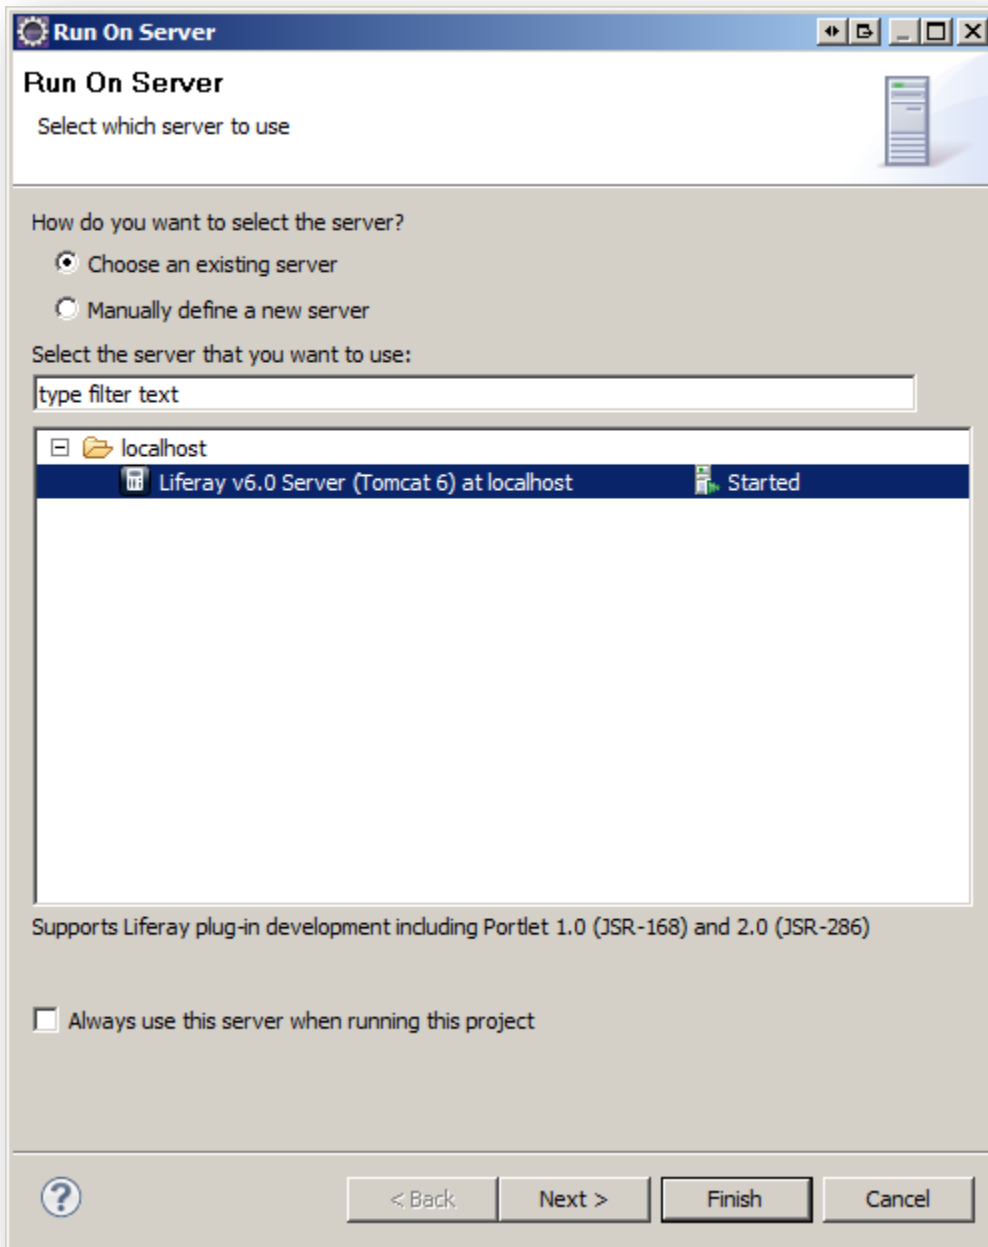 Run On Server
Run On Server
Select which server to use
How do you want to select the server?
Choose an existing server
Manually define a new server
Select the server that you want to use:
type filter text
localhost
Liferay v6.0 Server (Tomcat 6) at localhost Started
Supports Liferay plug-in development including Portlet 1.0 (JSR-168) and 2.0 (JSR-286)
Always use this server when running this project
? < Back Next > Finish Cancel